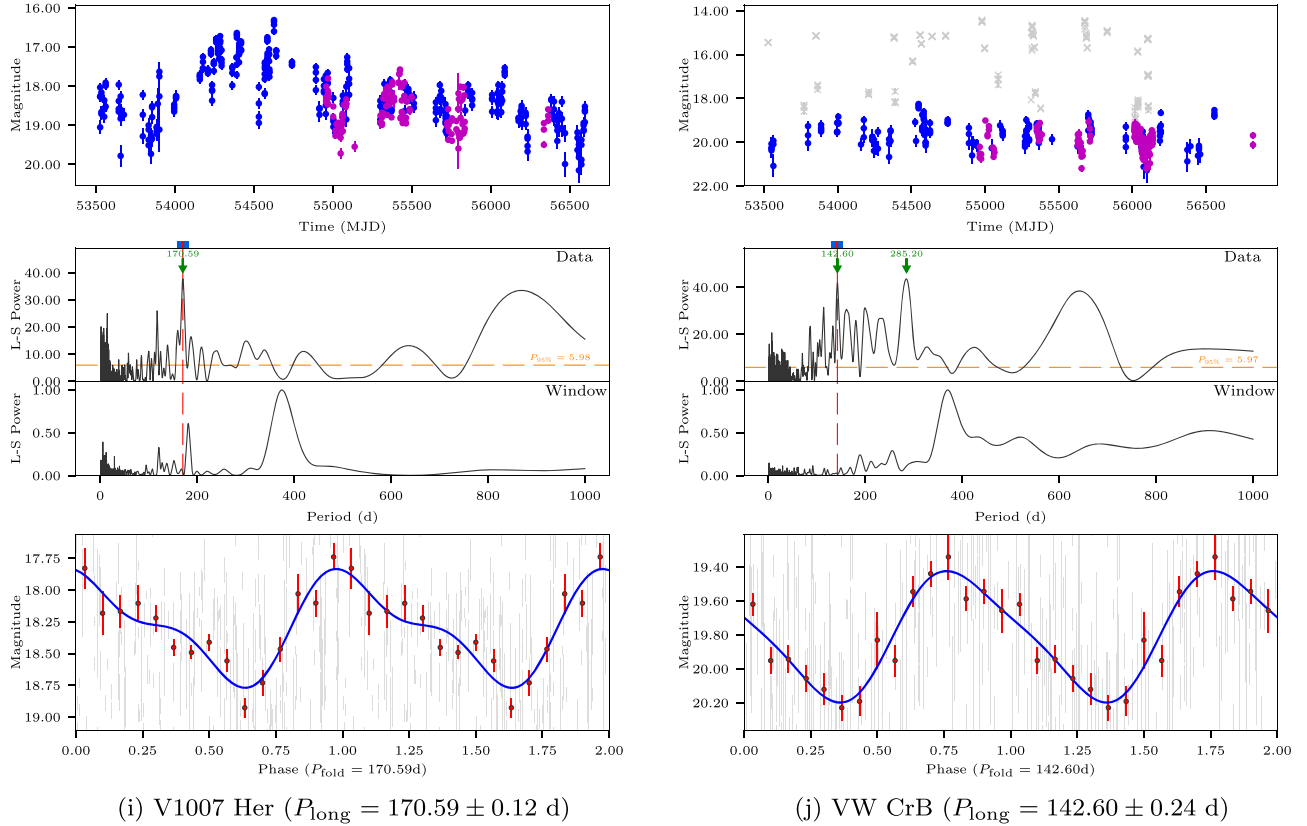 16.00
17.00
18.00
19.00
20.00
Magnitude
53500 54000 54500 55000 55500 56000 56500
Time (MJD)
170.59
Data
40.00
30.00
20.00
10.00
0.00
L-S Power
P95% = 5.98
Window
1.00
0.50
0.00
L-S Power
0 200 400 600 800 1000
Period (d)
17.75
18.00
18.25
18.50
18.75
19.00
Magnitude
0.00 0.25 0.50 0.75 1.00 1.25 1.50 1.75 2.00
Phase (Pfold = 170.59d)
(i) V1007 Her (Plong = 170.59 ± 0.12 d)
14.00
16.00
18.00
20.00
22.00
Magnitude
53500 54000 54500 55000 55500 56000 56500
Time (MJD)
142.60 285.20
Data
40.00
20.00
0.00
L-S Power
P95% = 5.97
Window
1.00
0.50
0.00
L-S Power
0 200 400 600 800 1000
Period (d)
19.40
19.60
19.80
20.00
20.20
Magnitude
0.00 0.25 0.50 0.75 1.00 1.25 1.50 1.75 2.00
Phase (Pfold = 142.60d)
(j) VW CrB (Plong = 142.60 ± 0.24 d)